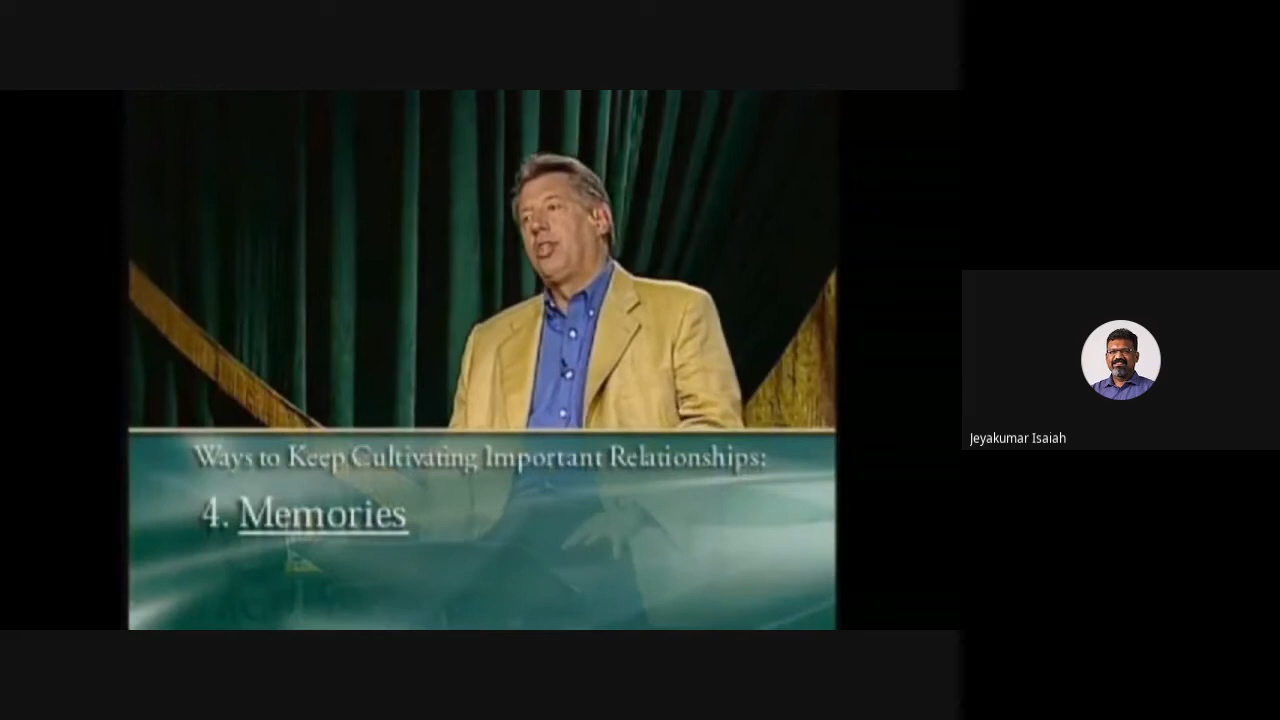 Ways to Keep Cultivating Important Relationships:
4. Memories
Jeyakumar Isaiah